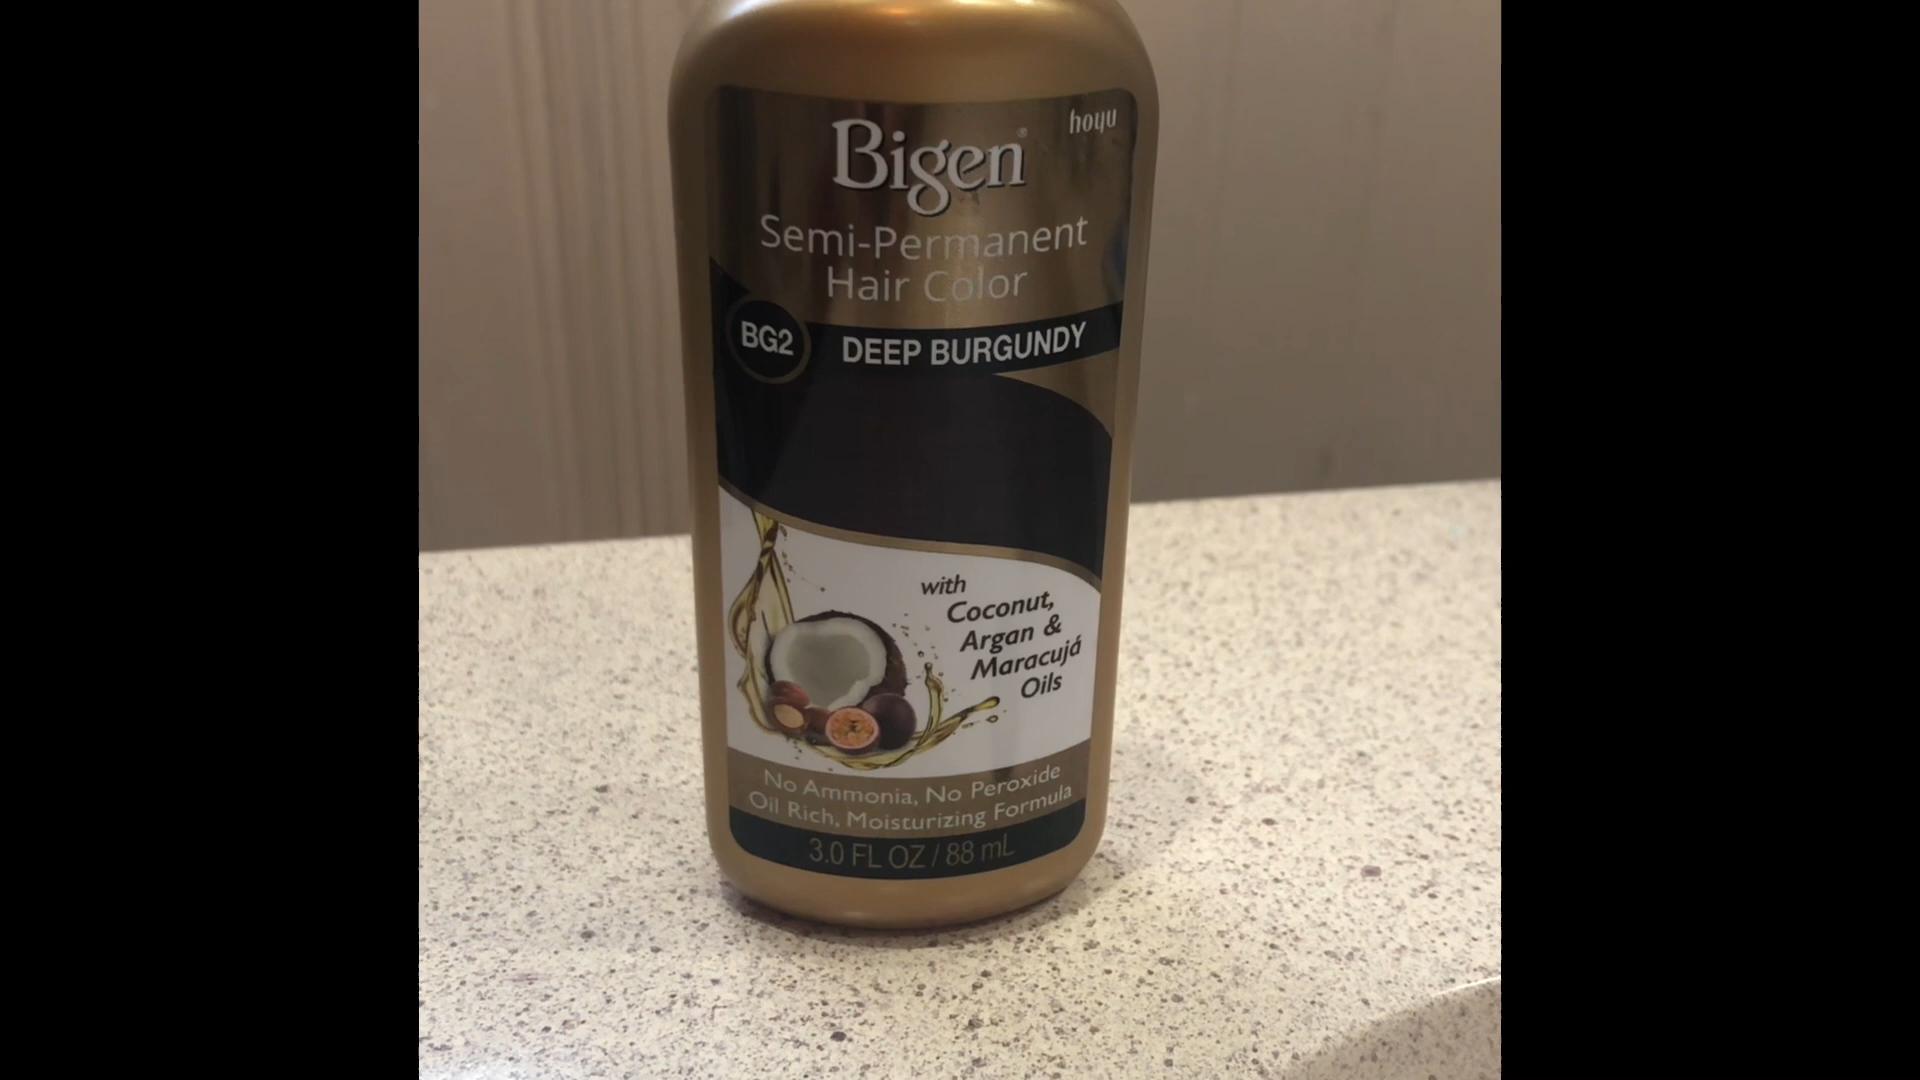 hoyu
Bigen®
Semi-Permanent
Hair Color
BG2 DEEP BURGUNDY
with
Coconut,
Argan &
Maracujá
Oils
No Ammonia, No Peroxide
Oil Rich, Moisturizing Formula
3.0 FL OZ / 88 mL